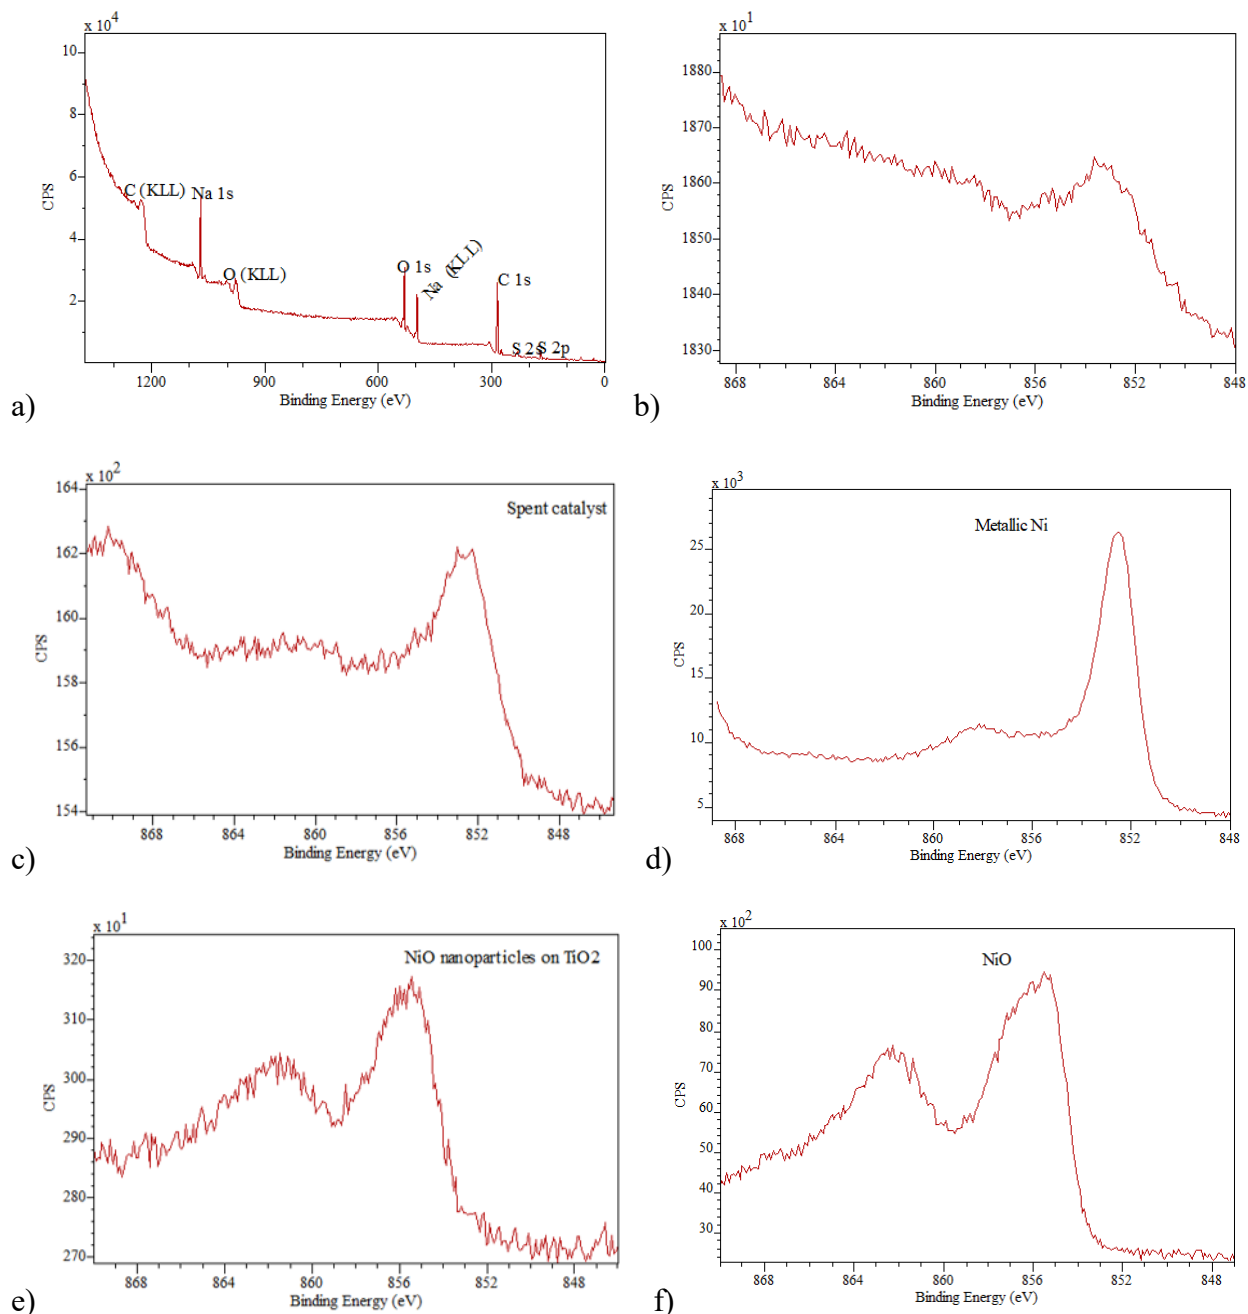 x 10^4
10
8
6
4
2
CPS
C (KLL)
Na 1s
O (KLL)
O 1s
Na (KLL)
C 1s
S 2s
S 2p
1200 900 600 300 0
Binding Energy (eV)
a)
x 10^1
1880
1870
1860
1850
1840
1830
CPS
868 864 860 856 852 848
Binding Energy (eV)
b)
x 10^2
164
162
160
158
156
154
CPS
Spent catalyst
868 864 860 856 852 848
Binding Energy (eV)
c)
x 10^3
25
20
15
10
5
CPS
Metallic Ni
868 864 860 856 852 848
Binding Energy (eV)
d)
x 10^1
320
310
300
290
280
270
CPS
NiO nanoparticles on TiO2
868 864 860 856 852 848
Binding Energy (eV)
e)
x 10^2
100
90
80
70
60
50
40
30
CPS
NiO
868 864 860 856 852 848
Binding Energy (eV)
f)